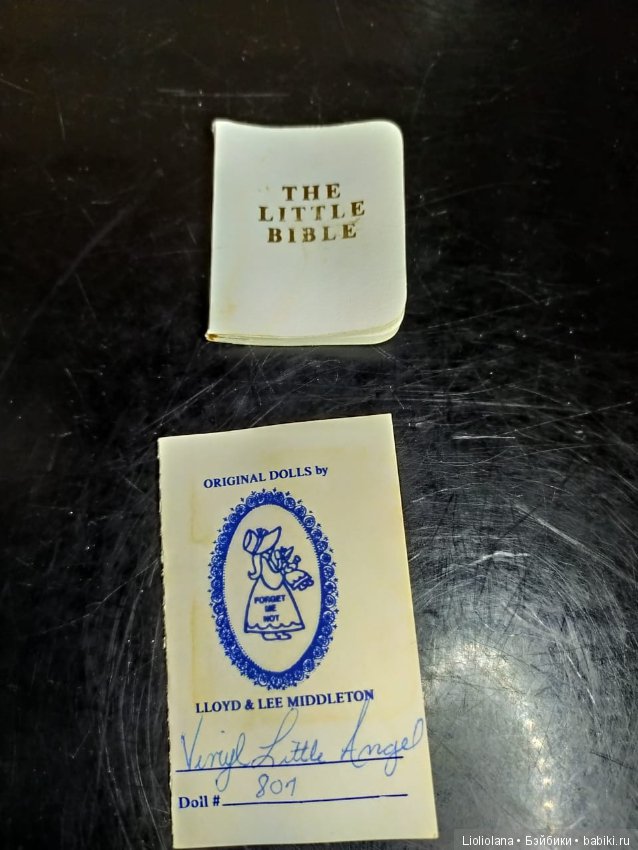 THE
LITTLE
BIBLE
ORIGINAL DOLLS by
FORGET
ME
NOT
LLOYD & LEE MIDDLETON
Vinyl Little Angel
Doll # 801
Lioliolana • Бэйбики • babiki.ru